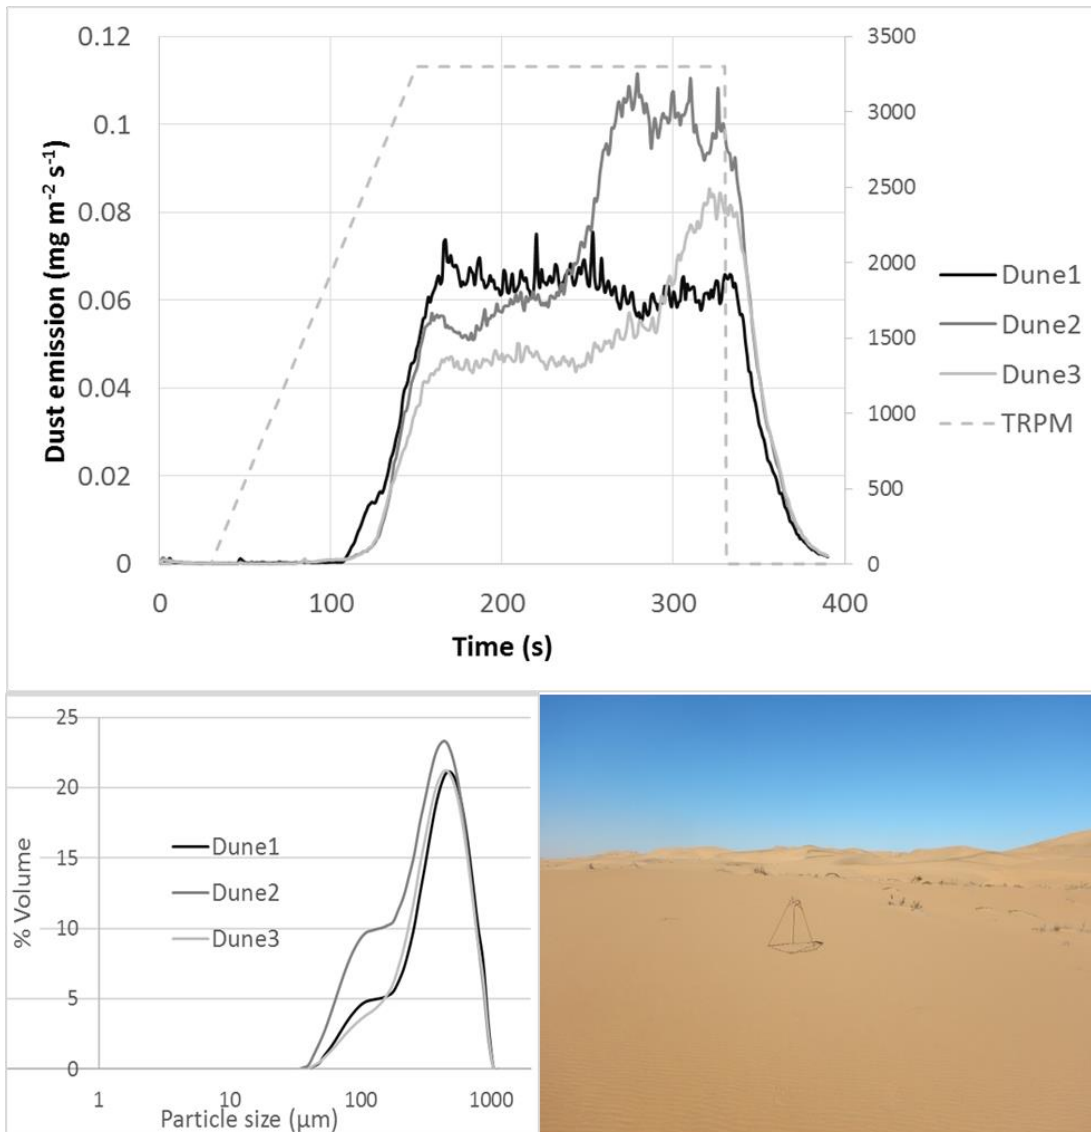 0.12
0.1
0.08
0.06
0.04
0.02
0
Dust emission (mg m⁻² s⁻¹)
3500
3000
2500
2000
1500
1000
500
0
0 100 200 300 400
Time (s)
Dune1
Dune2
Dune3
TRPM
25
20
15
10
5
0
% Volume
Dune1
Dune2
Dune3
1 10 100 1000
Particle size (μm)